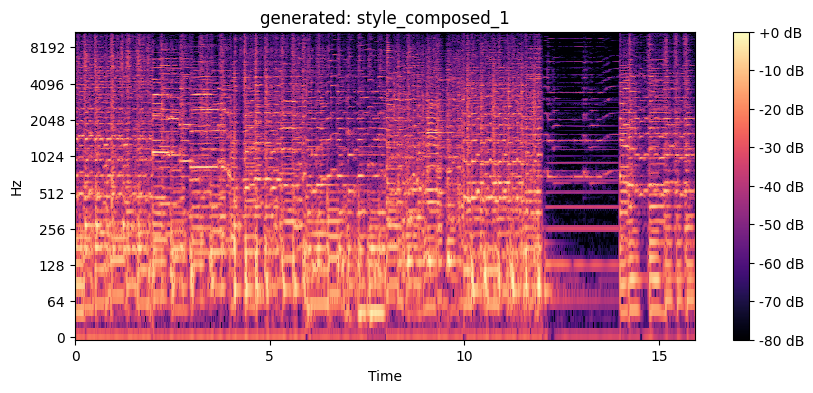 generated: style_composed_1
Hz
8192
4096
2048
1024
512
256
128
64
0
0
5
10
15
Time
+0 dB
-10 dB
-20 dB
-30 dB
-40 dB
-50 dB
-60 dB
-70 dB
-80 dB